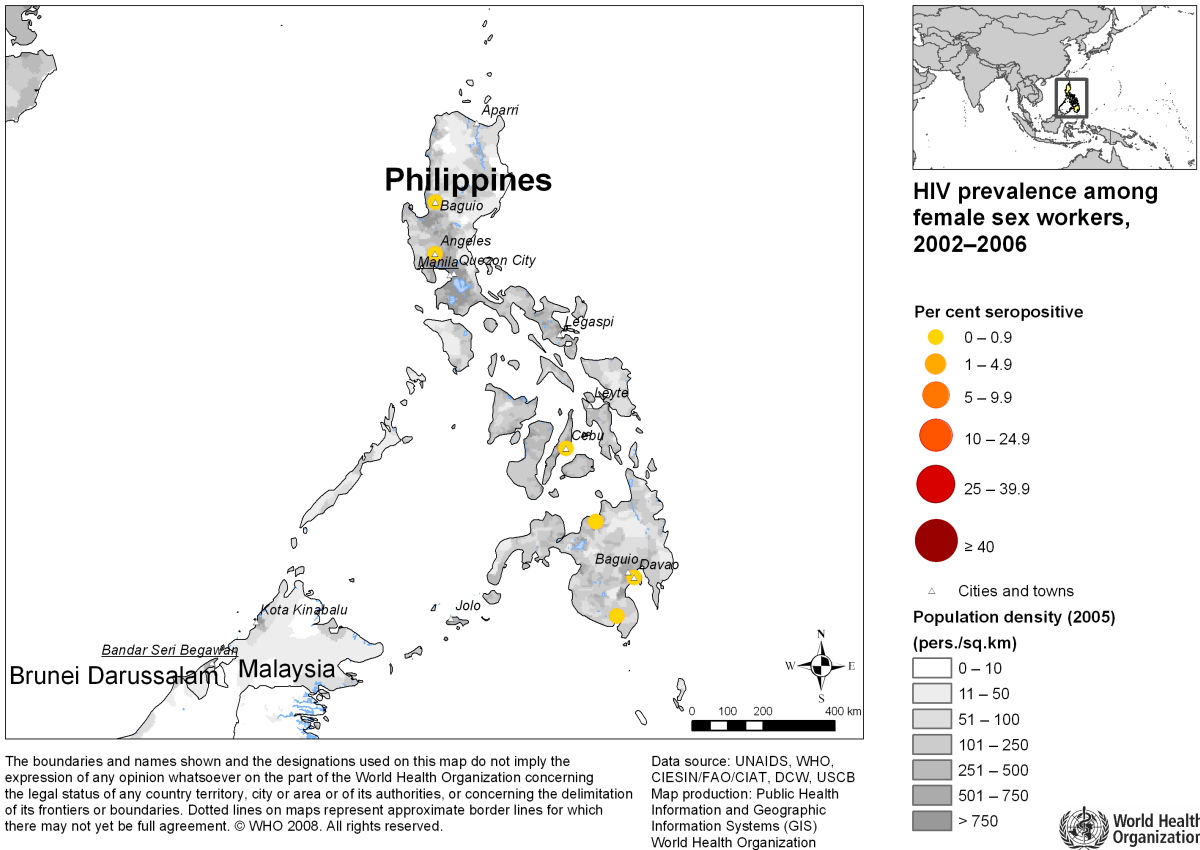 Aparri
Philippines
Baguio
Angeles
Manila
Quezon City
Legaspi
Leyte
Cebu
Baguio
Davao
Jolo
Kota Kinabalu
Bandar Seri Begawan
Brunei Darussalam
Malaysia
N
W
E
S
0 100 200 400 km
HIV prevalence among
female sex workers,
2002–2006
Per cent seropositive
0 – 0.9
1 – 4.9
5 – 9.9
10 – 24.9
25 – 39.9
≥ 40
Cities and towns
Population density (2005)
(pers./sq.km)
0 – 10
11 – 50
51 – 100
101 – 250
251 – 500
501 – 750
> 750
The boundaries and names shown and the designations used on this map do not imply the
expression of any opinion whatsoever on the part of the World Health Organization concerning
the legal status of any country territory, city or area or of its authorities, or concerning the delimitation
of its frontiers or boundaries. Dotted lines on maps represent approximate border lines for which
there may not yet be full agreement. © WHO 2008. All rights reserved.
Data source: UNAIDS, WHO,
CIESIN/FAO/CIAT, DCW, USCB
Map production: Public Health
Information and Geographic
Information Systems (GIS)
World Health Organization
World Health
Organization